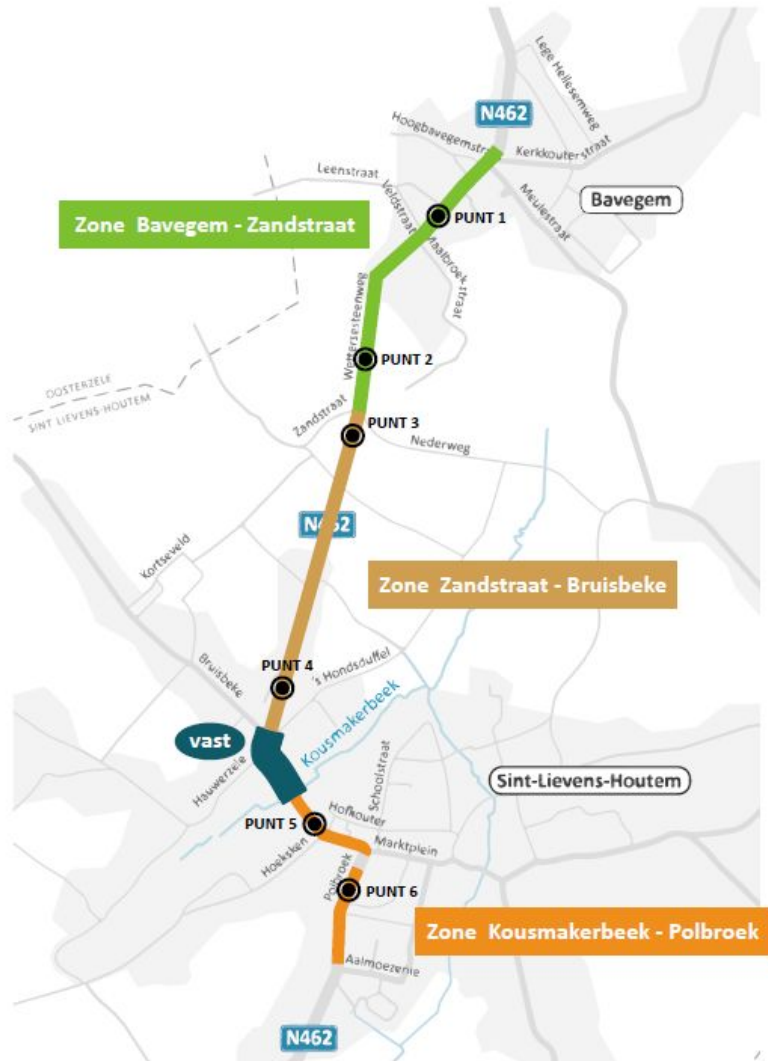 Lege Heilesemweg
N462
Hoogbavegemstr
Kerkkouterstraat
Leenstraat
Veldstraat
Meulestraat
Bavegem
PUNT 1
Zone Bavegem - Zandstraat
Maalbroekstraat
Wettersesteenweg
PUNT 2
OOSTERZELE
SINT LIEVENS-HOUTEM
Zandstraat
PUNT 3
Nederweg
N462
Kortseveld
Zone Zandstraat - Bruisbeke
Bruisbeke
PUNT 4
's Hondsduffel
vast
Kousmakerbeek
Hauwerzele
Schoolstraat
Sint-Lievens-Houtem
Hofkouter
PUNT 5
Marktplein
Hoeksken
Polbroek
PUNT 6
Zone Kousmakerbeek - Polbroek
Aalmoezenie
N462